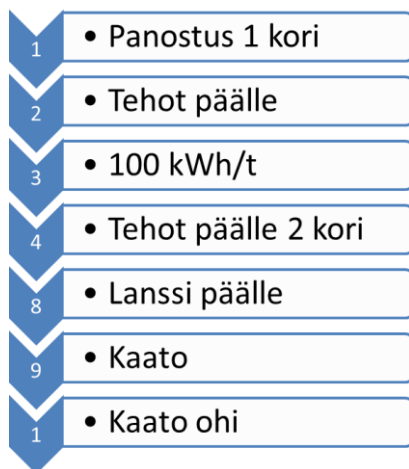 1 • Panostus 1 kori
2 • Tehot päälle
3 • 100 kWh/t
4 • Tehot päälle 2 kori
8 • Lanssi päälle
9 • Kaato
1 • Kaato ohi